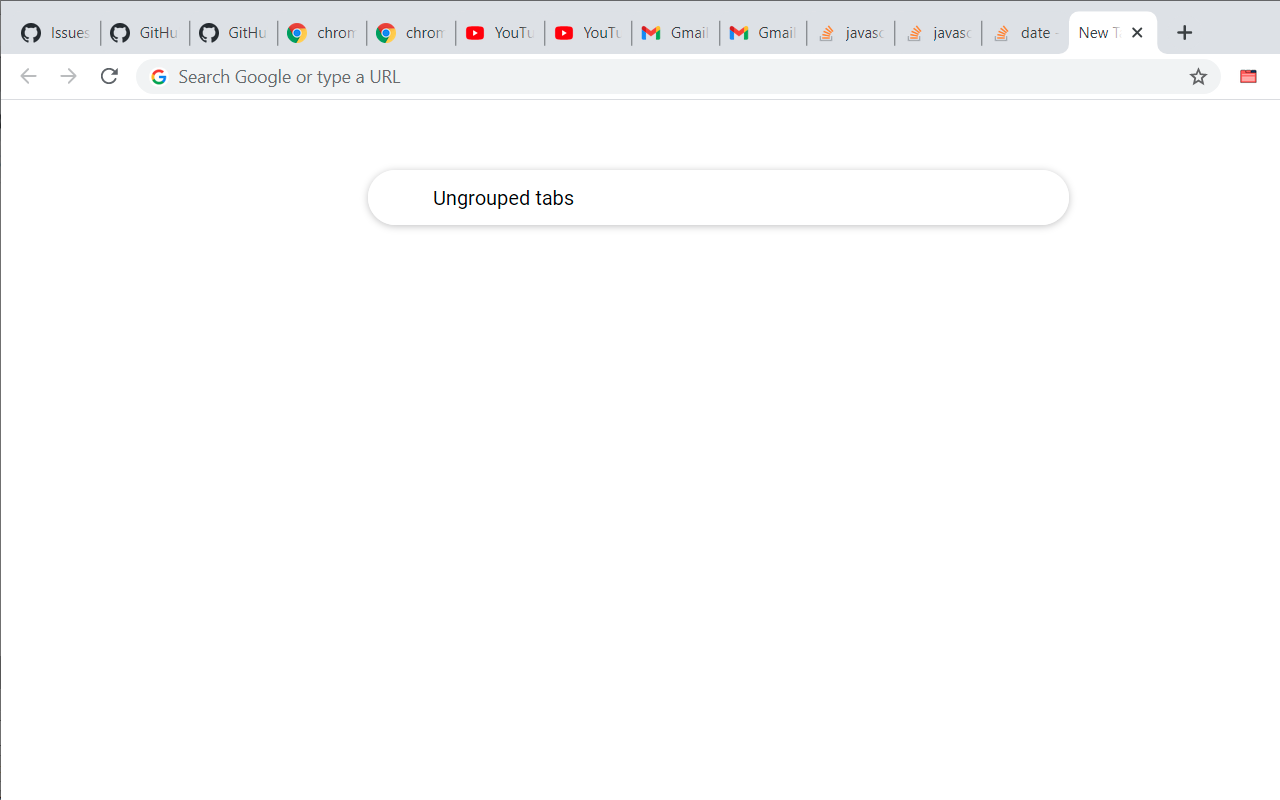 Issues GitHu GitHu chrom chrom YouTu YouTu Gmail Gmail javasc javasc date - New T
Search Google or type a URL
Ungrouped tabs